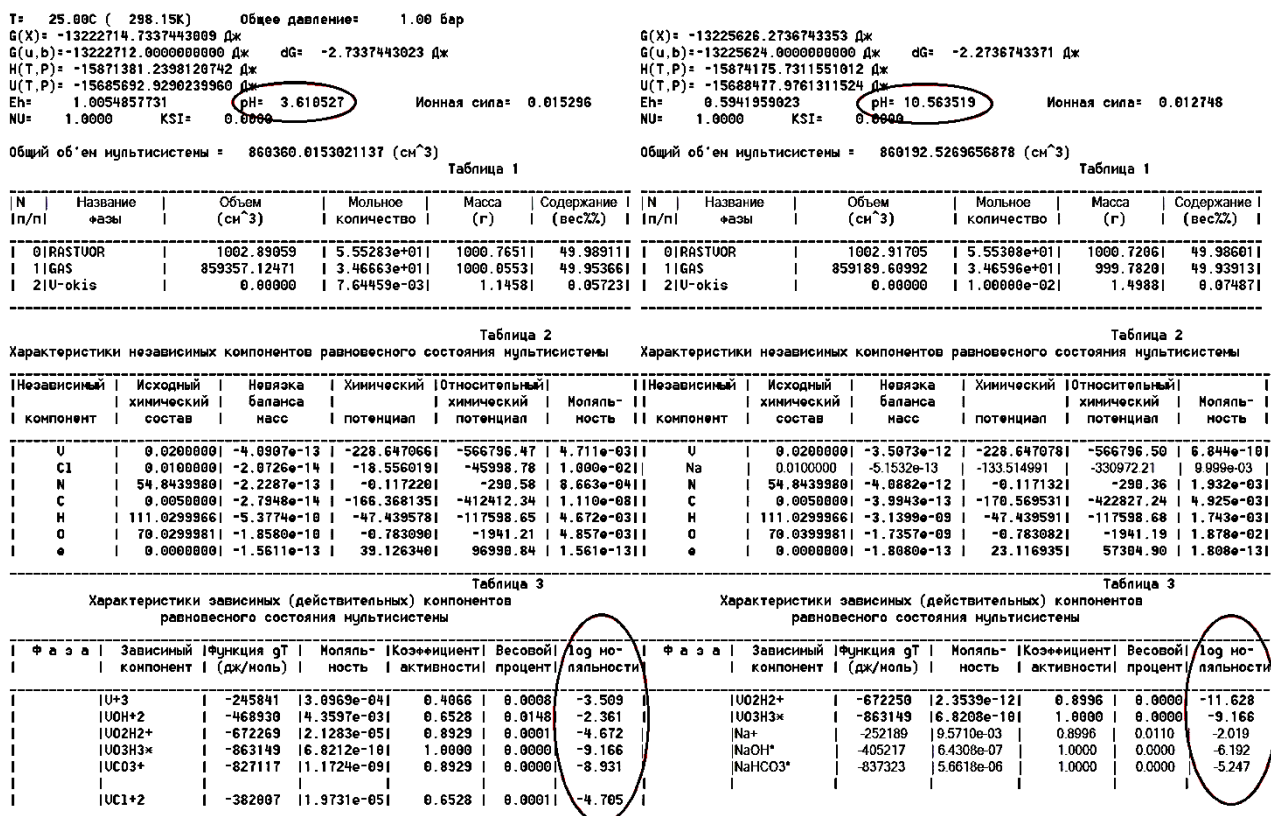 T= 25.00C ( 298.15K) Общее давление= 1.00 бар
G(X)= -13222714.7337443009 Дж
G(u,b)=-13222712.0000000000 Дж dG= -2.7337443023 Дж
H(T,P)= -15871381.2398120742 Дж
U(T,P)= -15685692.9290239960 Дж
Eh= 1.0054857731 pH= 3.610527 Ионная сила= 0.015296
NU= 1.0000 KSI= 0.0000
Общий об'ем мультисистемы = 860360.0153021137 (см^3)
Таблица 1
|N | Название | Объем | Мольное | Масса | Содержание |
|п/п| фазы | (см^3) | количество | (г) | (вес%%) |
| 0|RASTVOR | 1002.89059 | 5.55283e+01| 1000.7651| 49.98911|
| 1|GAS | 859357.12471 | 3.46663e+01| 1000.0553| 49.95366|
| 2|V-okis | 0.00000 | 7.64459e-03| 1.1458| 0.05723|
Таблица 2
Характеристики независимых компонентов равновесного состояния мультисистемы
|Независимый | Исходный | Невязка | Химический |Относительный| |
| | химический | баланса | | химический | Моляль- |
| компонент | состав | масс | потенциал | потенциал | ность |
| V | 0.0200000| -4.0907e-13 | -228.647066| -566796.47 | 4.711e-03|
| Cl | 0.0100000| -2.0726e-14 | -18.556019| -45998.78 | 1.000e-02|
| N | 54.8439980| -2.2287e-13 | -0.117220| -290.58 | 8.663e-04|
| C | 0.0050000| -2.7948e-14 | -166.368135| -412412.34 | 1.110e-08|
| H | 111.0299966| -5.3774e-10 | -47.439578| -117598.65 | 4.672e-03|
| O | 70.0299981| -1.8580e-10 | -0.783090| -1941.21 | 4.857e-03|
| e | 0.0000000| -1.5611e-13 | 39.126340| 96990.84 | 1.561e-13|
Таблица 3
Характеристики зависимых (действительных) компонентов
равновесного состояния мультисистемы
| Ф а з а | Зависимый |Функция gT | Моляль- |Коэффициент| Весовой| log мо-
| | компонент | (дж/моль) | ность | активности| процент| ляльности
| |V+3 | -245841 |3.0969e-04| 0.4066 | 0.0008 | -3.509
| |VOH+2 | -468930 |4.3597e-03| 0.6528 | 0.0148| -2.361
| |VO2H2+ | -672269 |2.1283e-05| 0.8929 | 0.0001| -4.672
| |VO3H3* | -863149 |6.8212e-10| 1.0000 | 0.0000| -9.166
| |VCO3+ | -827117 |1.1724e-09| 0.8929 | 0.0000| -8.931
| |VCl+2 | -382007 |1.9731e-05| 0.6528 | 0.0001| -4.705
G(X)= -13225626.2736743353 Дж
G(u,b)=-13225624.0000000000 Дж dG= -2.2736743371 Дж
H(T,P)= -15874175.7311551012 Дж
U(T,P)= -15688477.9761311524 Дж
Eh= 0.5941959023 pH= 10.563519 Ионная сила= 0.012748
NU= 1.0000 KSI= 0.0000
Общий об'ем мультисистемы = 860192.5269656878 (см^3)
Таблица 1
|N | Название | Объем | Мольное | Масса | Содержание |
|п/п| фазы | (см^3) | количество | (г) | (вес%%) |
| 0|RASTVOR | 1002.91705 | 5.55308e+01| 1000.7206| 49.98601|
| 1|GAS | 859189.60992 | 3.46596e+01| 999.7820| 49.93913|
| 2|V-okis | 0.00000 | 1.00000e-02| 1.4988| 0.07487|
Таблица 2
Характеристики независимых компонентов равновесного состояния мультисистемы
|Независимый | Исходный | Невязка | Химический |Относительный| |
| | химический | баланса | | химический | Моляль- |
| компонент | состав | масс | потенциал | потенциал | ность |
| V | 0.0200000| -3.5073e-12 | -228.647078| -566796.50 | 6.844e-10|
| Na | 0.0100000 | -5.1532e-13 | -133.514991 | -330972.21 | 9.999e-03 |
| N | 54.8439980| -4.0882e-12 | -0.117132| -290.36 | 1.932e-03|
| C | 0.0050000| -3.9943e-13 | -170.569531| -422827.24 | 4.925e-03|
| H | 111.0299966| -3.1399e-09 | -47.439591| -117598.68 | 1.743e-03|
| O | 70.0399981| -1.7357e-09 | -0.783082| -1941.19 | 1.878e-02|
| e | 0.0000000| -1.8080e-13 | 23.116935| 57304.90 | 1.808e-13|
Таблица 3
Характеристики зависимых (действительных) компонентов
равновесного состояния мультисистемы
| Ф а з а | Зависимый |Функция gT | Моляль- |Коэффициент| Весовой| log мо-
| | компонент | (дж/моль) | ность | активности| процент| ляльности
| |VO2H2+ | -672250 |2.3539e-12| 0.8996 | 0.0000| -11.628
| |VO3H3* | -863149 |6.8208e-10| 1.0000 | 0.0000| -9.166
| |Na+ | -252189 |9.5710e-03 | 0.8996 | 0.0110 | -2.019
| |NaOH* | -405217 |6.4306e-07 | 1.0000 | 0.0000 | -6.192
| |NaHCO3* | -837323 |5.6618e-06 | 1.0000 | 0.0000 | -5.247